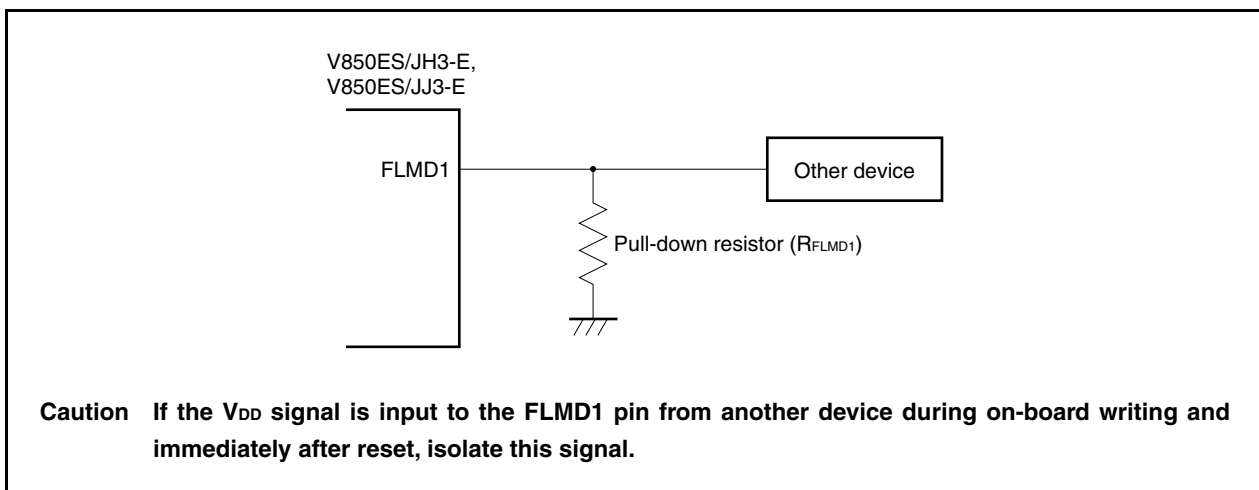 V850ES/JH3-E,
V850ES/JJ3-E
FLMD1
Other device
Pull-down resistor (RFLMD1)
Caution If the VDD signal is input to the FLMD1 pin from another device during on-board writing and
immediately after reset, isolate this signal.